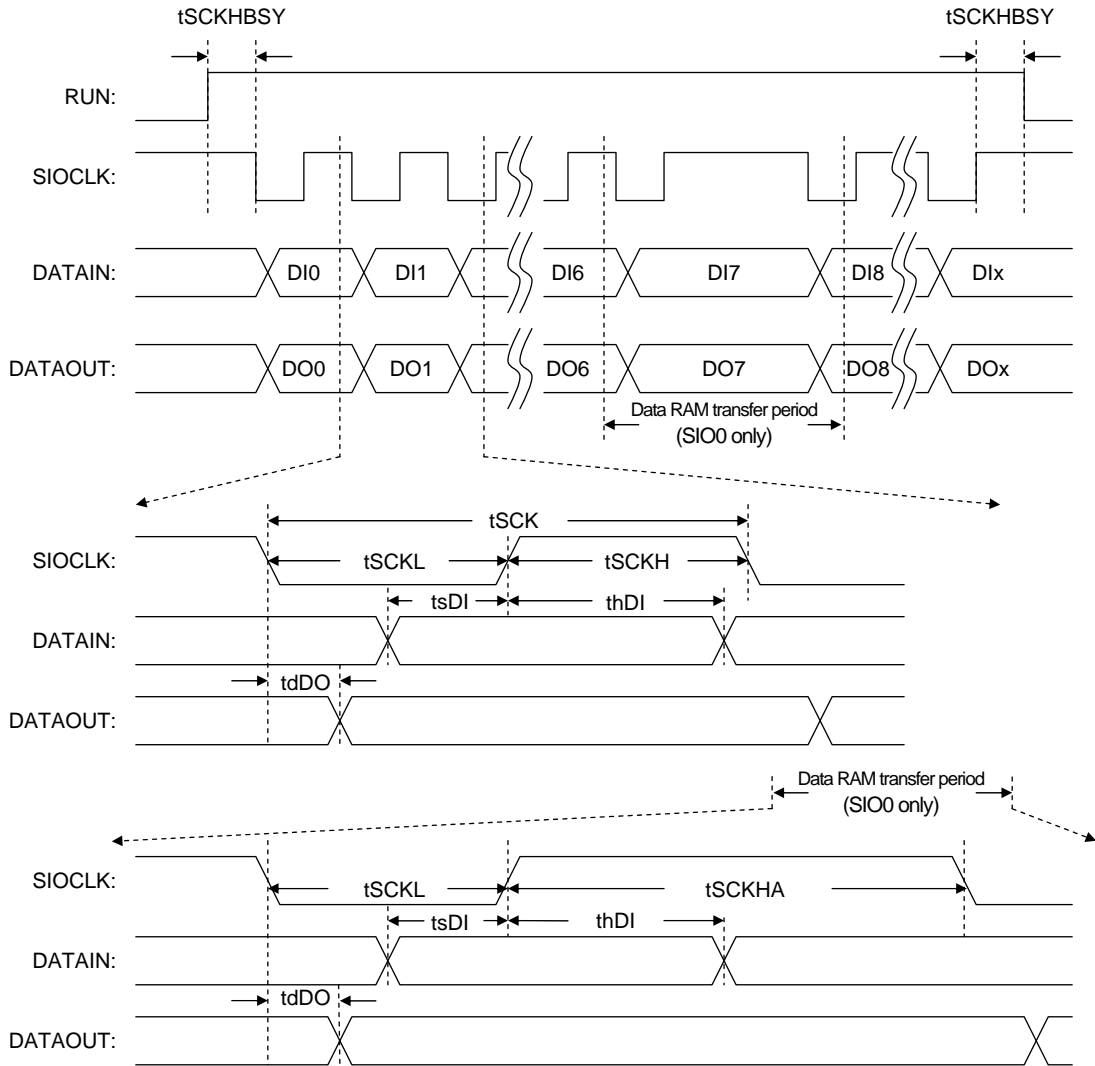 tSCKHBSY tSCKHBSY
RUN:
SIOCLK:
DATAIN: DI0 DI1 DI6 DI7 DI8 DIx
DATAOUT: DO0 DO1 DO6 DO7 DO8 DOx
Data RAM transfer period
(SIO0 only)
tSCK
SIOCLK: tSCKL tSCKH
tsDI thDI
DATAIN:
tdDO
DATAOUT:
Data RAM transfer period
(SIO0 only)
SIOCLK: tSCKL tSCKHA
tsDI thDI
DATAIN:
tdDO
DATAOUT: